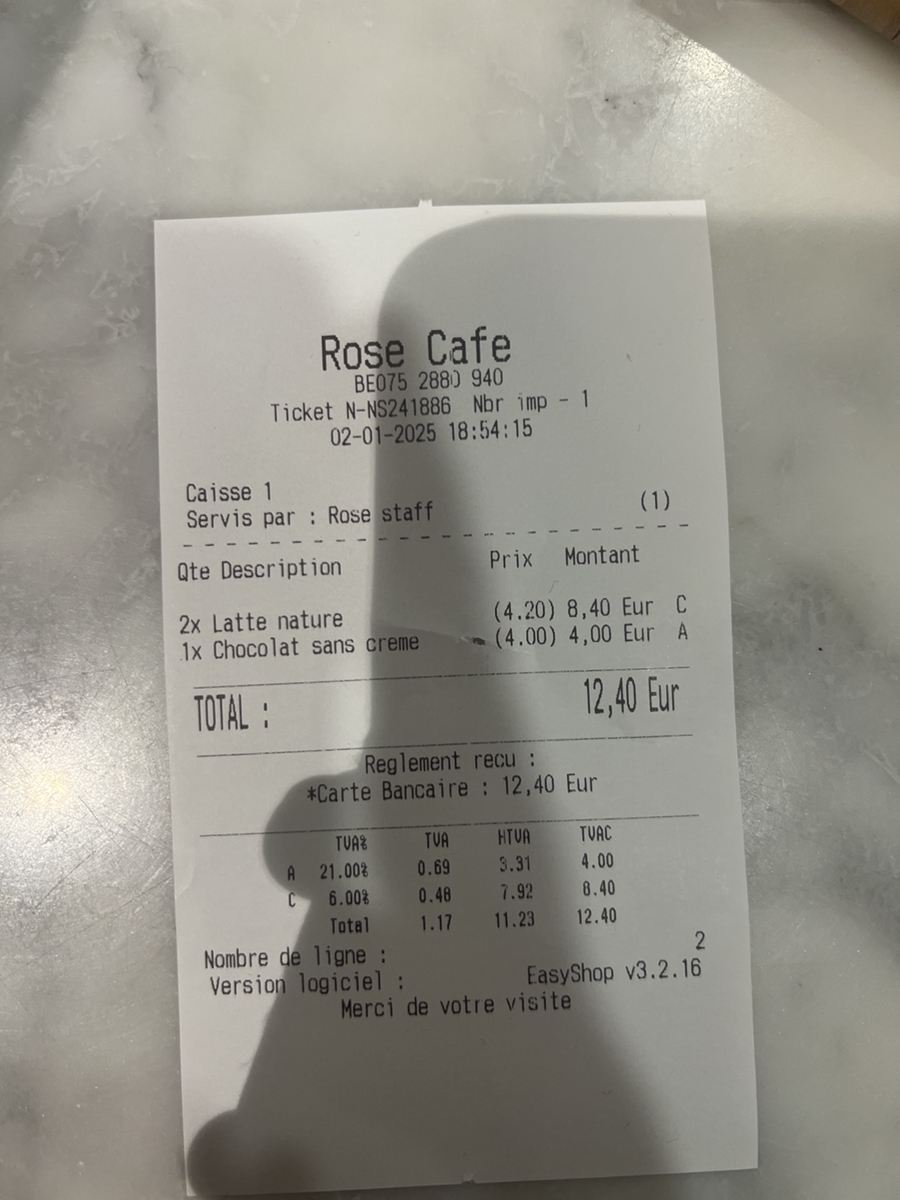 Rose Cafe
BE075 2880 940
Ticket N-NS241886 Nbr imp - 1
02-01-2025 18:54:15
Caisse 1
Servis par : Rose staff (1)
Qte Description Prix Montant
2x Latte nature (4.20) 8,40 Eur C
1x Chocolat sans creme (4.00) 4,00 Eur A
TOTAL : 12,40 Eur
Reglement recu :
*Carte Bancaire : 12,40 Eur
TVA% TVA HTVA TVAC
A 21.00% 0.69 3.31 4.00
C 6.00% 0.48 7.92 8.40
Total 1.17 11.23 12.40
Nombre de ligne : 2
Version logiciel : EasyShop v3.2.16
Merci de votre visite